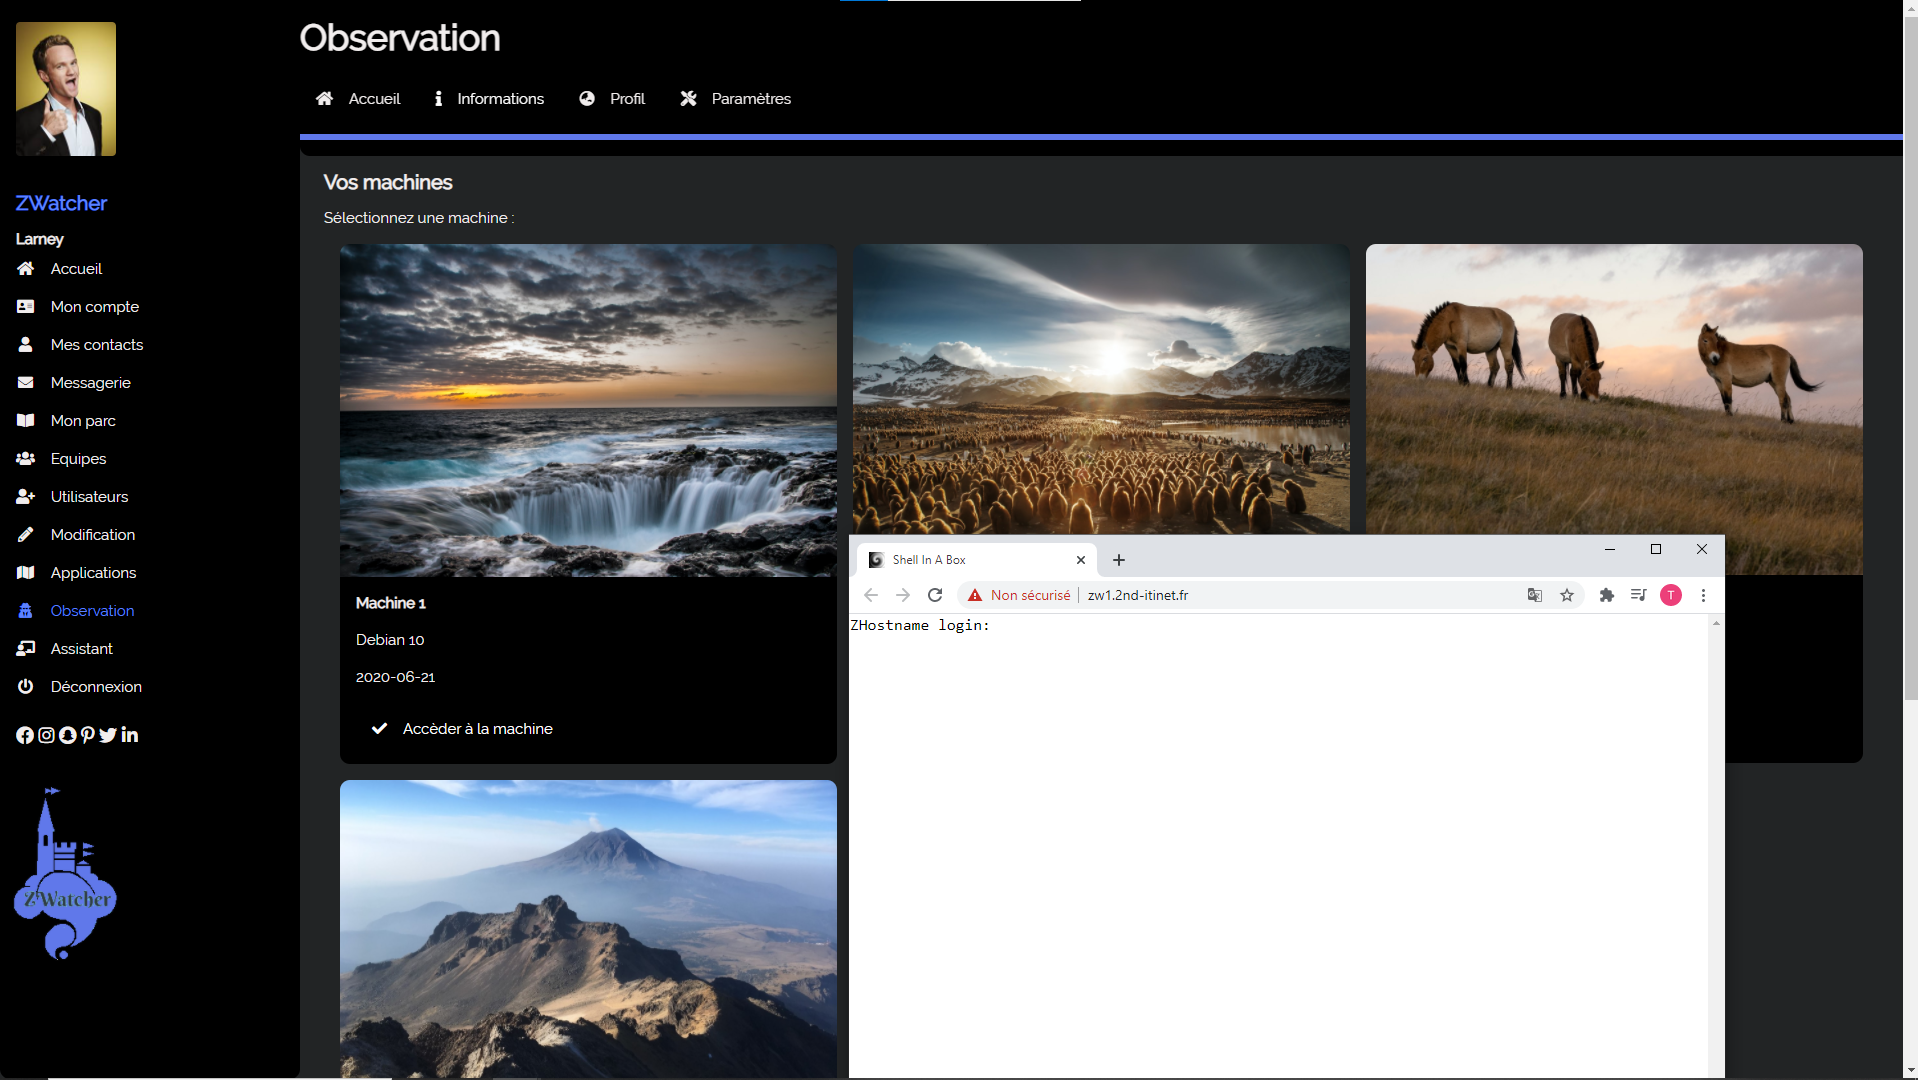 Observation
Accueil
Informations
Profil
Paramètres
ZWatcher
Larney
Accueil
Mon compte
Mes contacts
Messagerie
Mon parc
Equipes
Utilisateurs
Modification
Applications
Observation
Assistant
Déconnexion
ZWatcher
Vos machines
Sélectionnez une machine :
Machine 1
Debian 10
2020-06-21
Accèder à la machine
Shell In A Box
Non sécurisé
zw1.2nd-itinet.fr
T
ZHostname login: